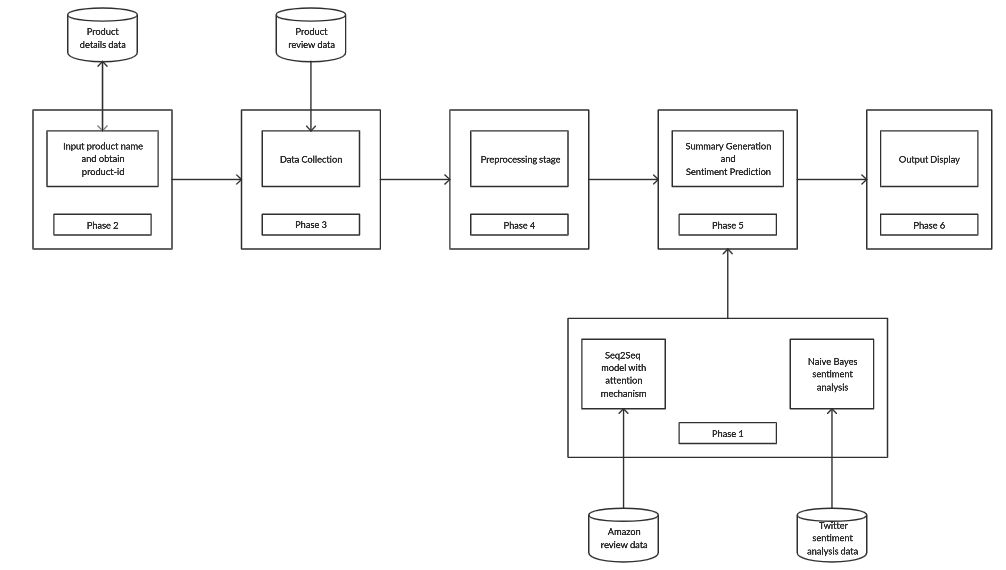 Product
details data
Product
review data
Input product name
and obtain
product-id
Phase 2
Data Collection
Phase 3
Preprocessing stage
Phase 4
Summary Generation
and
Sentiment Prediction
Phase 5
Output Display
Phase 6
Seq2Seq
model with
attention
mechanism
Naive Bayes
sentiment
analysis
Phase 1
Amazon
review data
Twitter
sentiment
analysis data